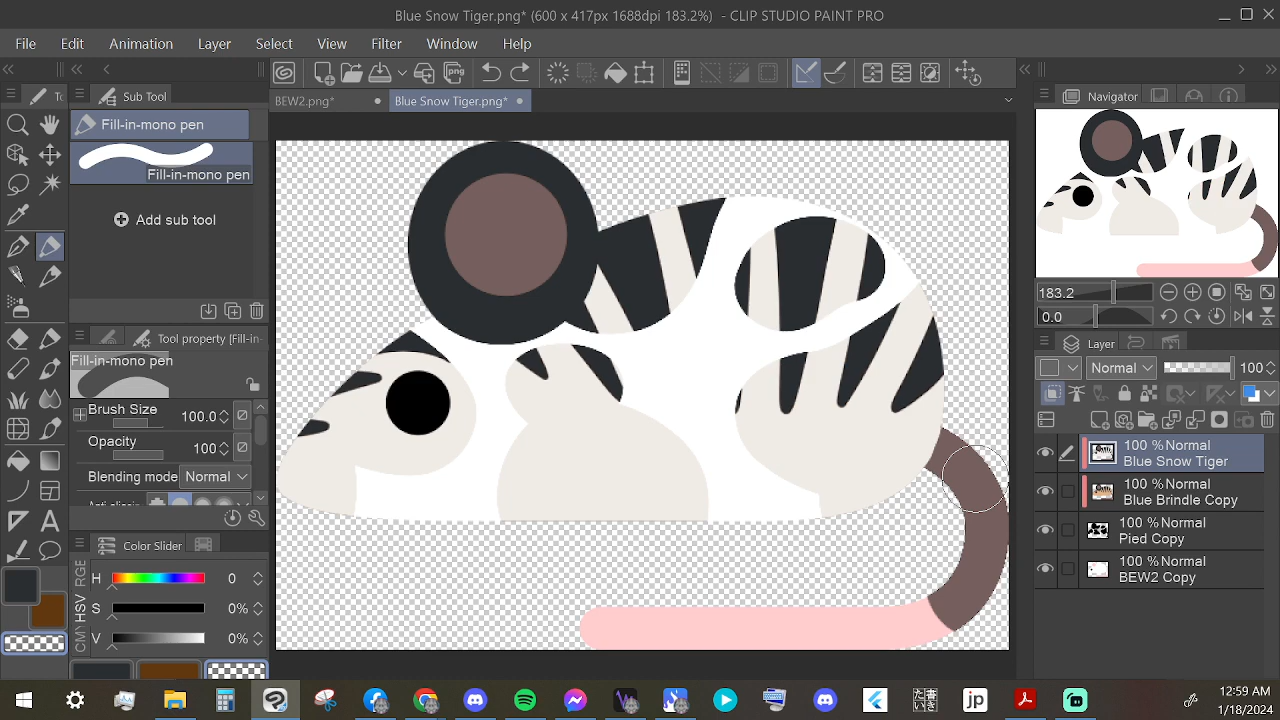 Blue Snow Tiger.png* (600 x 417px 1688dpi 183.2%) - CLIP STUDIO PAINT PRO
File Edit Animation Layer Select View Filter Window Help
png
Sub Tool
BEW2.png*
Blue Snow Tiger.png*
Navigator
Fill-in-mono pen
Fill-in-mono pen
Add sub tool
183.2
0.0
Tool property [Fill-in-
Layer
Fill-in-mono pen
Normal
100
Brush Size 100.0
Opacity 100
Blending mode Normal
100 %Normal
Blue Snow Tiger
100 %Normal
Blue Brindle Copy
100 %Normal
Pied Copy
100 %Normal
BEW2 Copy
Color Slider
RGB
HSV
CMY
H 0
S 0%
V 0%
jp
12:59 AM
1/18/2024